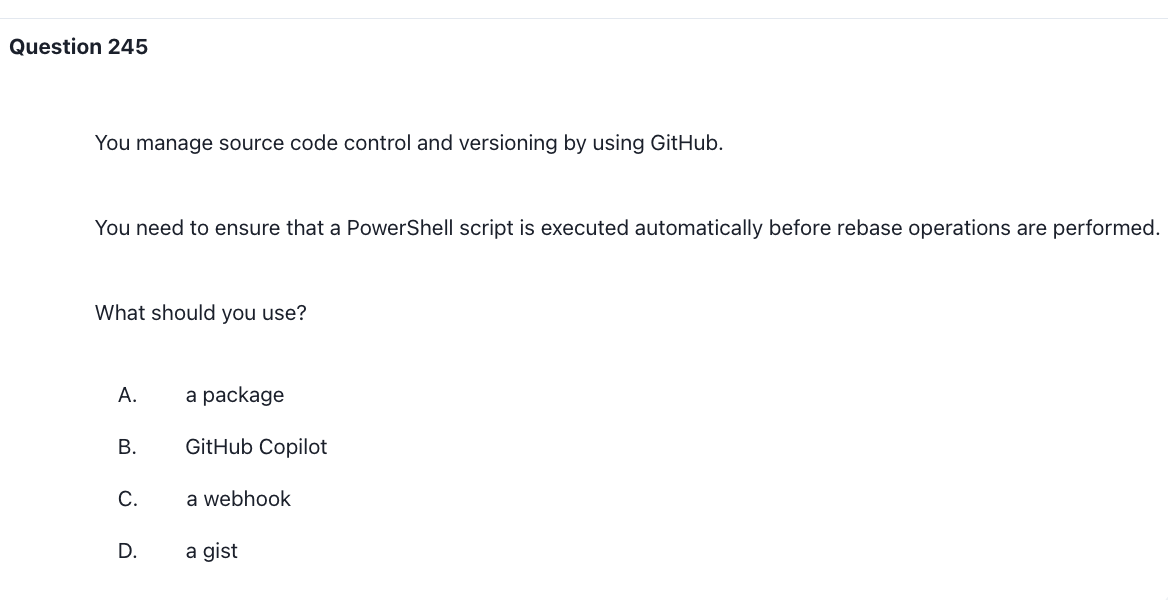 Question 245
You manage source code control and versioning by using GitHub.
You need to ensure that a PowerShell script is executed automatically before rebase operations are performed.
What should you use?
A. a package
B. GitHub Copilot
C. a webhook
D. a gist